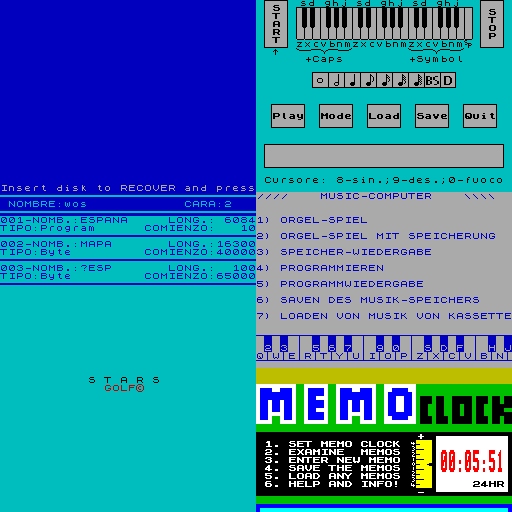 Insert disk to RECOVER and press
NOMBRE:wos CARA:2
001-NOMB.:ESPANA LONG.: 6084
TIPO:Program COMIENZO: 10
002-NOMB.:MAPA LONG.:16300
TIPO:Byte COMIENZO:40000
003-NOMB.:?ESP LONG.: 100
TIPO:Byte COMIENZO:65000
S T A R S
GOLF©
START
sd ghj sd ghj sd ghj
STOP
zxcvbnmzxcvbnmzxcvbnm
+Caps +Symbol
BS D
Play Mode Load Save Quit
Cursore: 8-sin.;9-des.;0-fuoco
//// MUSIC-COMPUTER \\\\
1) ORGEL-SPIEL
2) ORGEL-SPIEL MIT SPEICHERUNG
3) SPEICHER-WIEDERGABE
4) PROGRAMMIEREN
5) PROGRAMMWIEDERGABE
6) SAVEN DES MUSIK-SPEICHERS
7) LOADEN VON MUSIK VON KASSETTE
2 3 5 6 7 9 0 S D F H J
Q W E R T Y U I O P Z X C V B N
MEMO CLOCK
1. SET MEMO CLOCK
2. EXAMINE MEMOS
3. ENTER NEW MEMO
4. SAVE THE MEMOS
5. LOAD ANY MEMOS
6. HELP AND INFO!
00:05:51
24HR